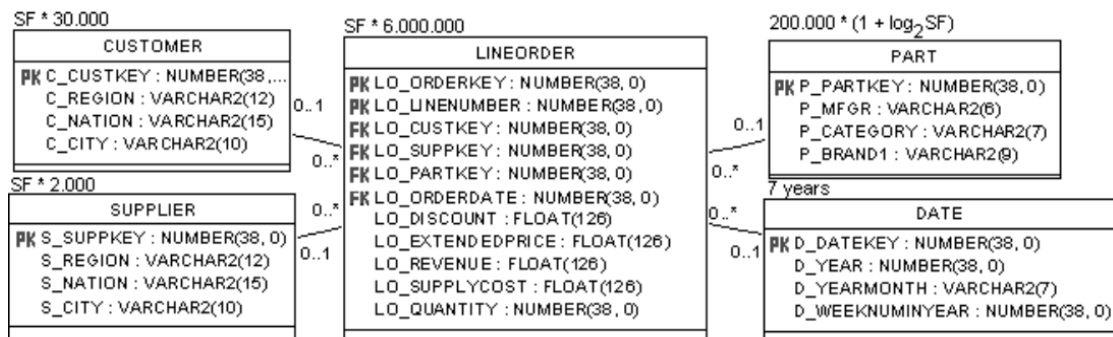 SF * 30.000
CUSTOMER
PK C_CUSTKEY : NUMBER(38,...
C_REGION : VARCHAR2(12)
C_NATION : VARCHAR2(15)
C_CITY : VARCHAR2(10)
SF * 2.000
SUPPLIER
PK S_SUPPKEY : NUMBER(38, 0)
S_REGION : VARCHAR2(12)
S_NATION : VARCHAR2(15)
S_CITY : VARCHAR2(10)
0..1
0..*
0..*
0..1
SF * 6.000.000
LINEORDER
PK LO_ORDERKEY : NUMBER(38, 0)
PK LO_LINENUMBER : NUMBER(38, 0)
FK LO_CUSTKEY : NUMBER(38, 0)
FK LO_SUPPKEY : NUMBER(38, 0)
FK LO_PARTKEY : NUMBER(38, 0)
FK LO_ORDERDATE : NUMBER(38, 0)
LO_DISCOUNT : FLOAT(126)
LO_EXTENDEDPRICE : FLOAT(126)
LO_REVENUE : FLOAT(126)
LO_SUPPLYCOST : FLOAT(126)
LO_QUANTITY : NUMBER(38, 0)
0..1
0..*
0..*
0..1
200.000 * (1 + log2SF)
PART
PK P_PARTKEY : NUMBER(38, 0)
P_MFGR : VARCHAR2(6)
P_CATEGORY : VARCHAR2(7)
P_BRAND1 : VARCHAR2(9)
7 years
DATE
PK D_DATEKEY : NUMBER(38, 0)
D_YEAR : NUMBER(38, 0)
D_YEARMONTH : VARCHAR2(7)
D_WEEKNUMINYEAR : NUMBER(38, 0)